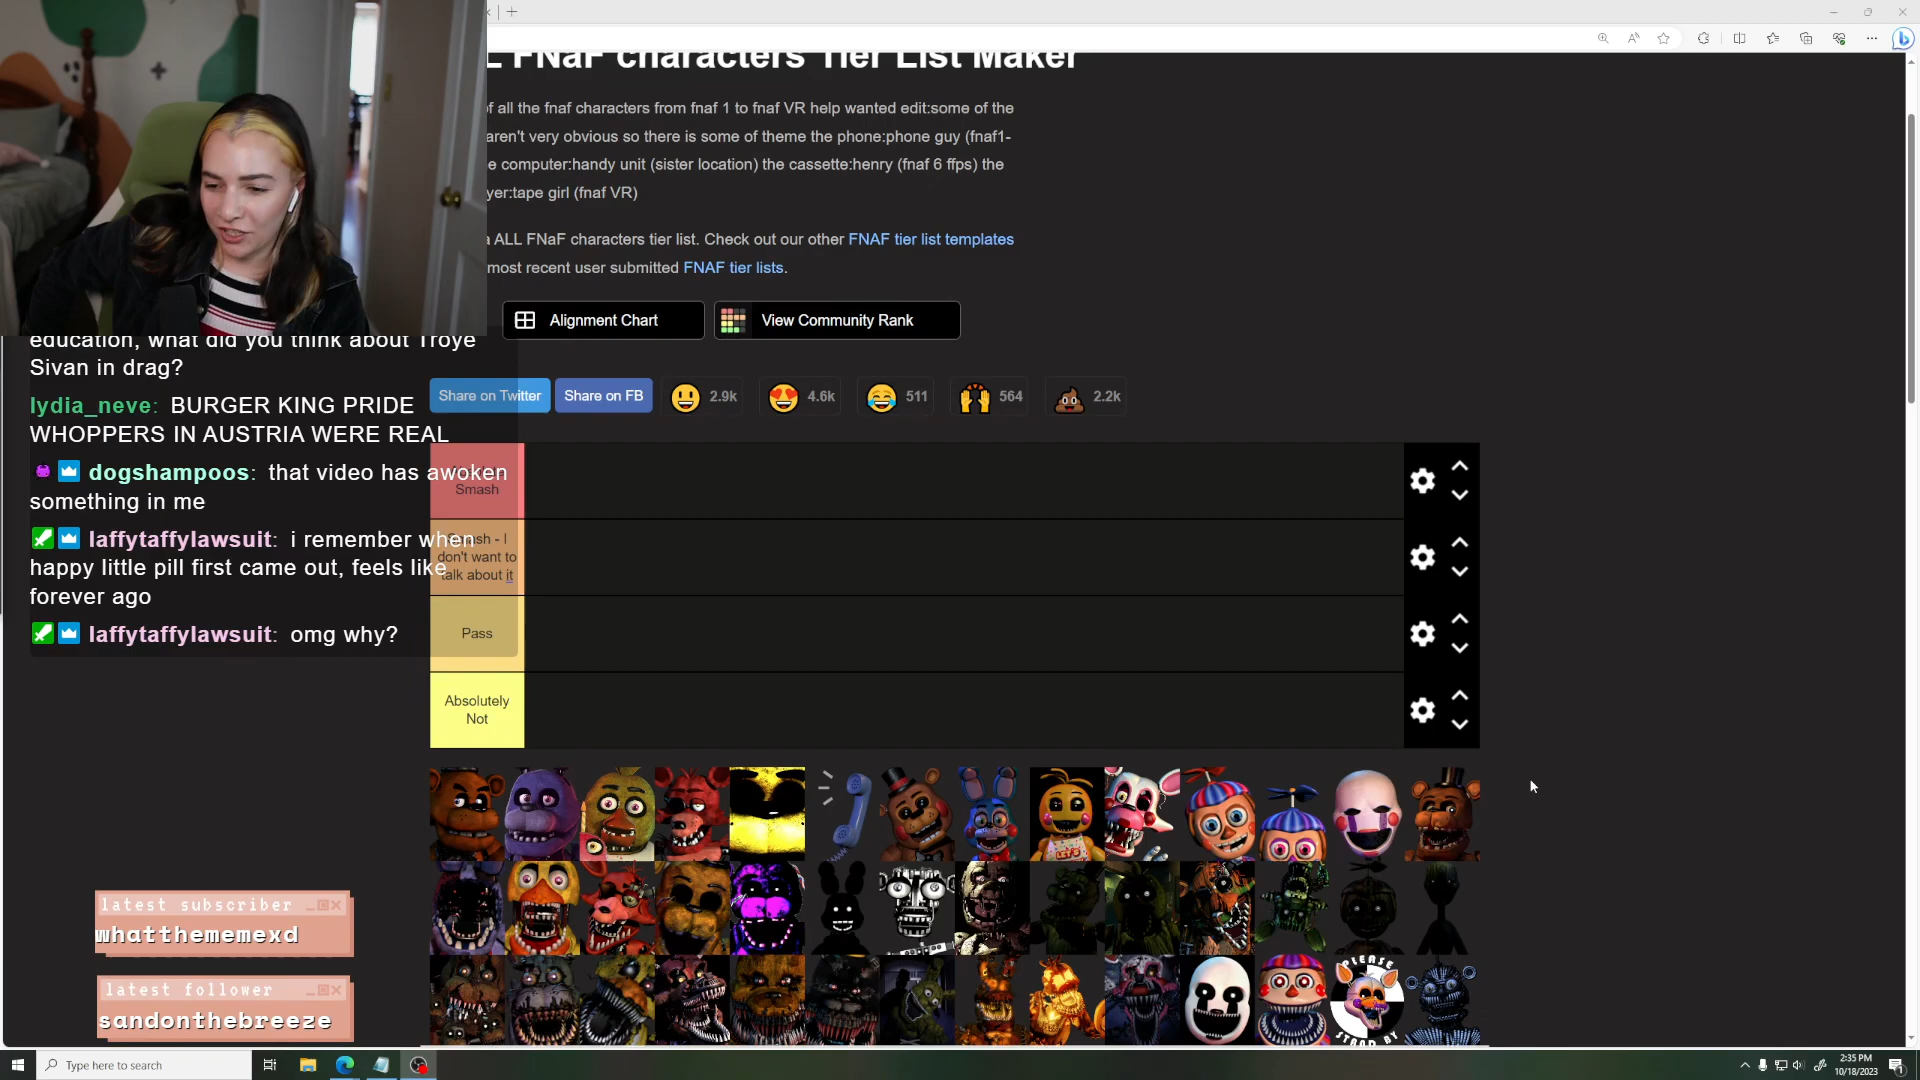 ALL FNaF characters Tier List Maker
of all the fnaf characters from fnaf 1 to fnaf VR help wanted edit:some of the
aren't very obvious so there is some of theme the phone:phone guy (fnaf1-
e computer:handy unit (sister location) the cassette:henry (fnaf 6 ffps) the
yer:tape girl (fnaf VR)
a ALL FNaF characters tier list. Check out our other FNAF tier list templates
most recent user submitted FNAF tier lists.
Alignment Chart
View Community Rank
education, what did you think about Troye
Sivan in drag?
lydia_neve: BURGER KING PRIDE
WHOPPERS IN AUSTRIA WERE REAL
dogshampoos: that video has awoken
something in me
laffytaffylawsuit: i remember when
happy little pill first came out, feels like
forever ago
laffytaffylawsuit: omg why?
Share on Twitter
Share on FB
2.9k
4.6k
511
564
2.2k
Smash
Smash - I
don't want to
talk about it
Pass
Absolutely
Not
LET'S
PLEASE
STAND BY
latest subscriber
whatthememexd
latest follower
sandonthebreeze
Type here to search
2:35 PM
10/18/2023